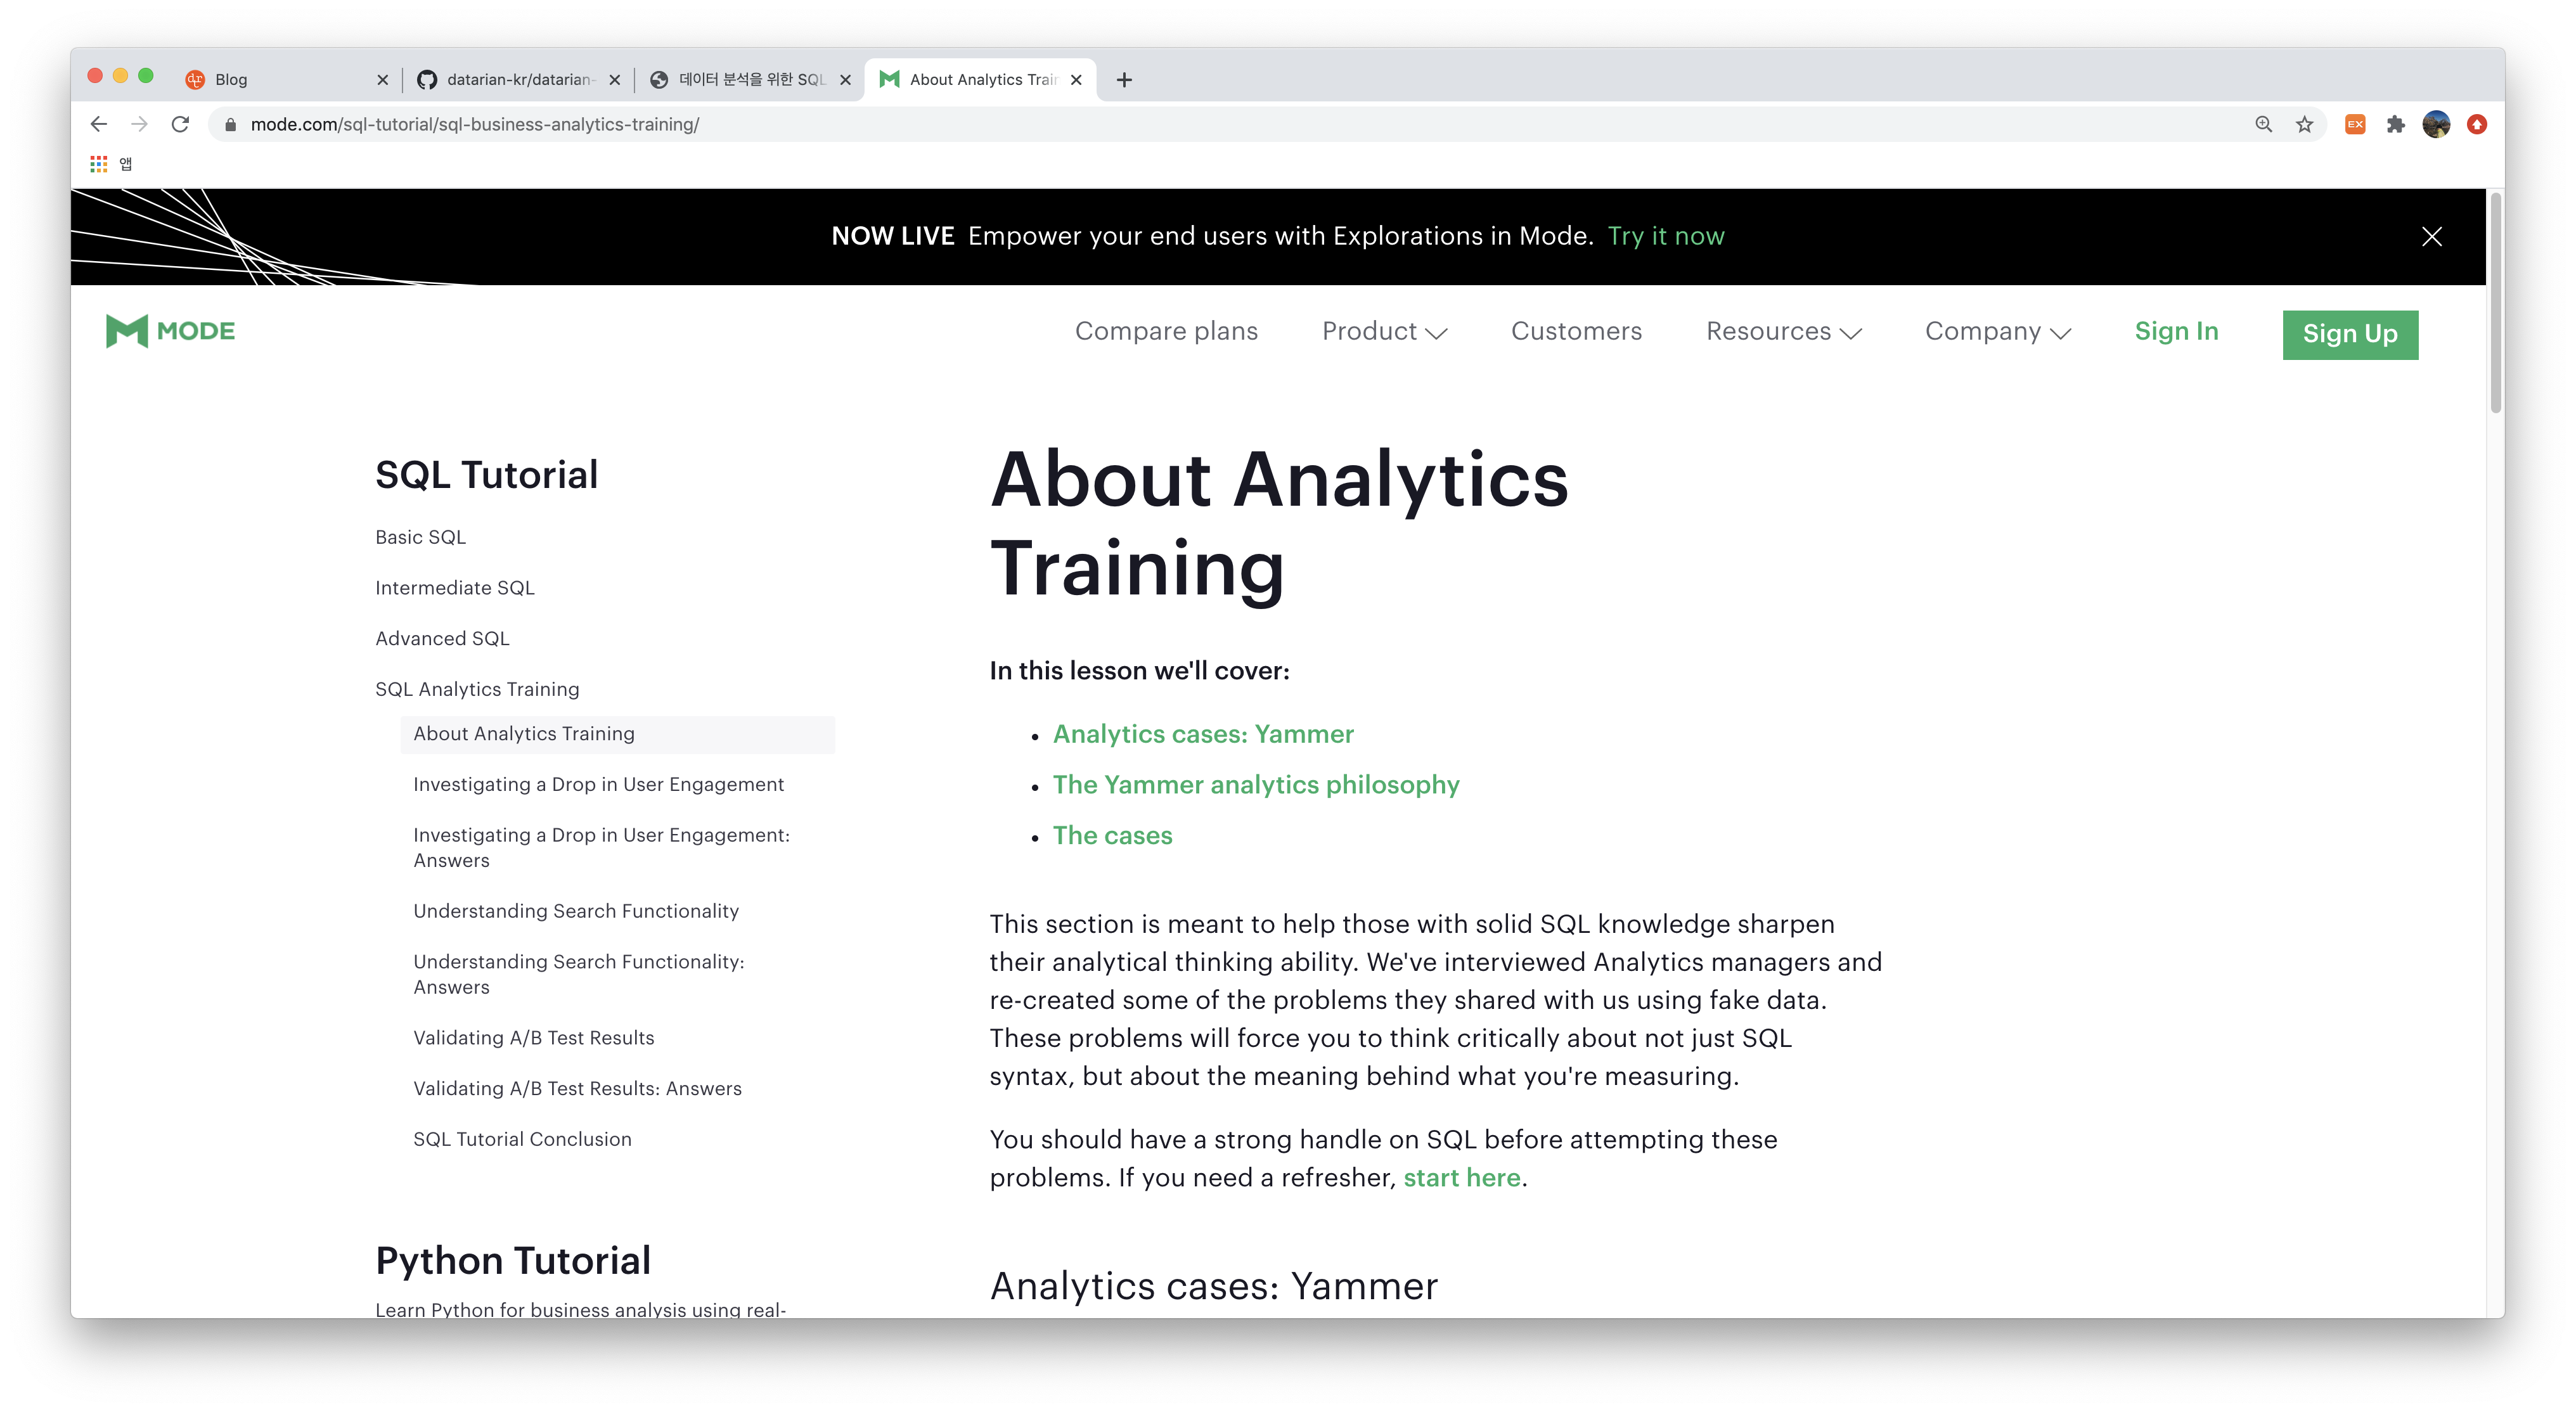 Blog
datarian-kr/datarian-
데이터 분석을 위한 SQL
About Analytics Train
mode.com/sql-tutorial/sql-business-analytics-training/
EX
앱
NOW LIVE Empower your end users with Explorations in Mode. Try it now
MODE
Compare plans
Product
Customers
Resources
Company
Sign In
Sign Up
SQL Tutorial
Basic SQL
Intermediate SQL
Advanced SQL
SQL Analytics Training
About Analytics Training
Investigating a Drop in User Engagement
Investigating a Drop in User Engagement:
Answers
Understanding Search Functionality
Understanding Search Functionality:
Answers
Validating A/B Test Results
Validating A/B Test Results: Answers
SQL Tutorial Conclusion
Python Tutorial
Learn Python for business analysis using real-
About Analytics
Training
In this lesson we'll cover:
• Analytics cases: Yammer
• The Yammer analytics philosophy
• The cases
This section is meant to help those with solid SQL knowledge sharpen
their analytical thinking ability. We've interviewed Analytics managers and
re-created some of the problems they shared with us using fake data.
These problems will force you to think critically about not just SQL
syntax, but about the meaning behind what you're measuring.
You should have a strong handle on SQL before attempting these
problems. If you need a refresher, start here.
Analytics cases: Yammer